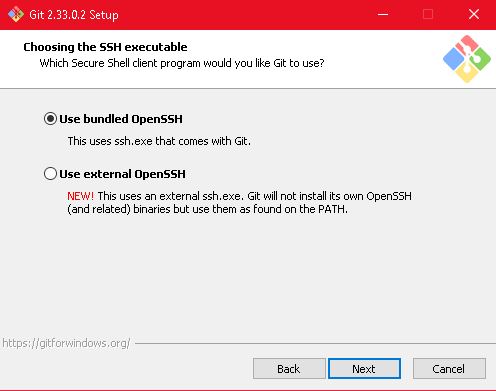 Git 2.33.0.2 Setup
Choosing the SSH executable
Which Secure Shell client program would you like Git to use?
Use bundled OpenSSH
This uses ssh.exe that comes with Git.
Use external OpenSSH
NEW! This uses an external ssh.exe. Git will not install its own OpenSSH
(and related) binaries but use them as found on the PATH.
https://gitforwindows.org/
Back Next Cancel